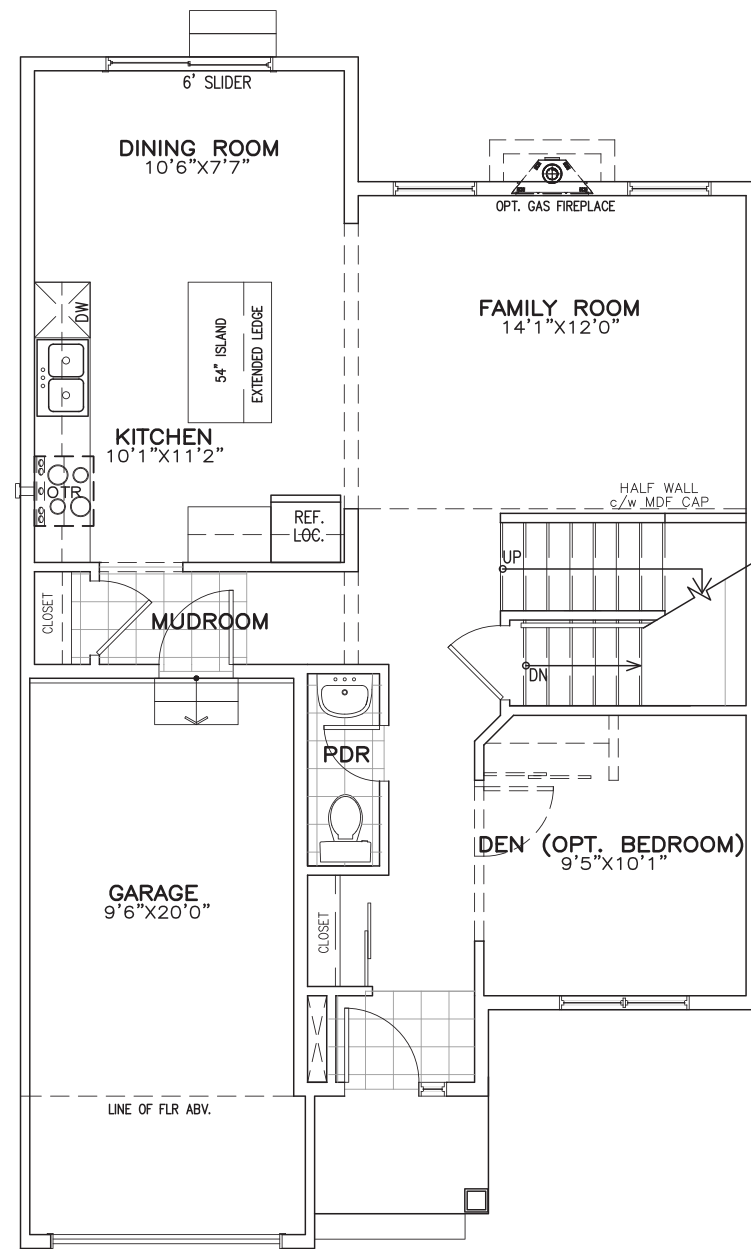 6' SLIDER
DINING ROOM
10'6"X7'7"
OPT. GAS FIREPLACE
FAMILY ROOM
14'1"X12'0"
DW
54" ISLAND
EXTENDED LEDGE
KITCHEN
10'1"X11'2"
OTR
REF.
LOC.
HALF WALL
c/w MDF CAP
UP
CLOSET
MUDROOM
DN
PDR
DEN (OPT. BEDROOM)
9'5"X10'1"
GARAGE
9'6"X20'0"
CLOSET
LINE OF FLR ABV.